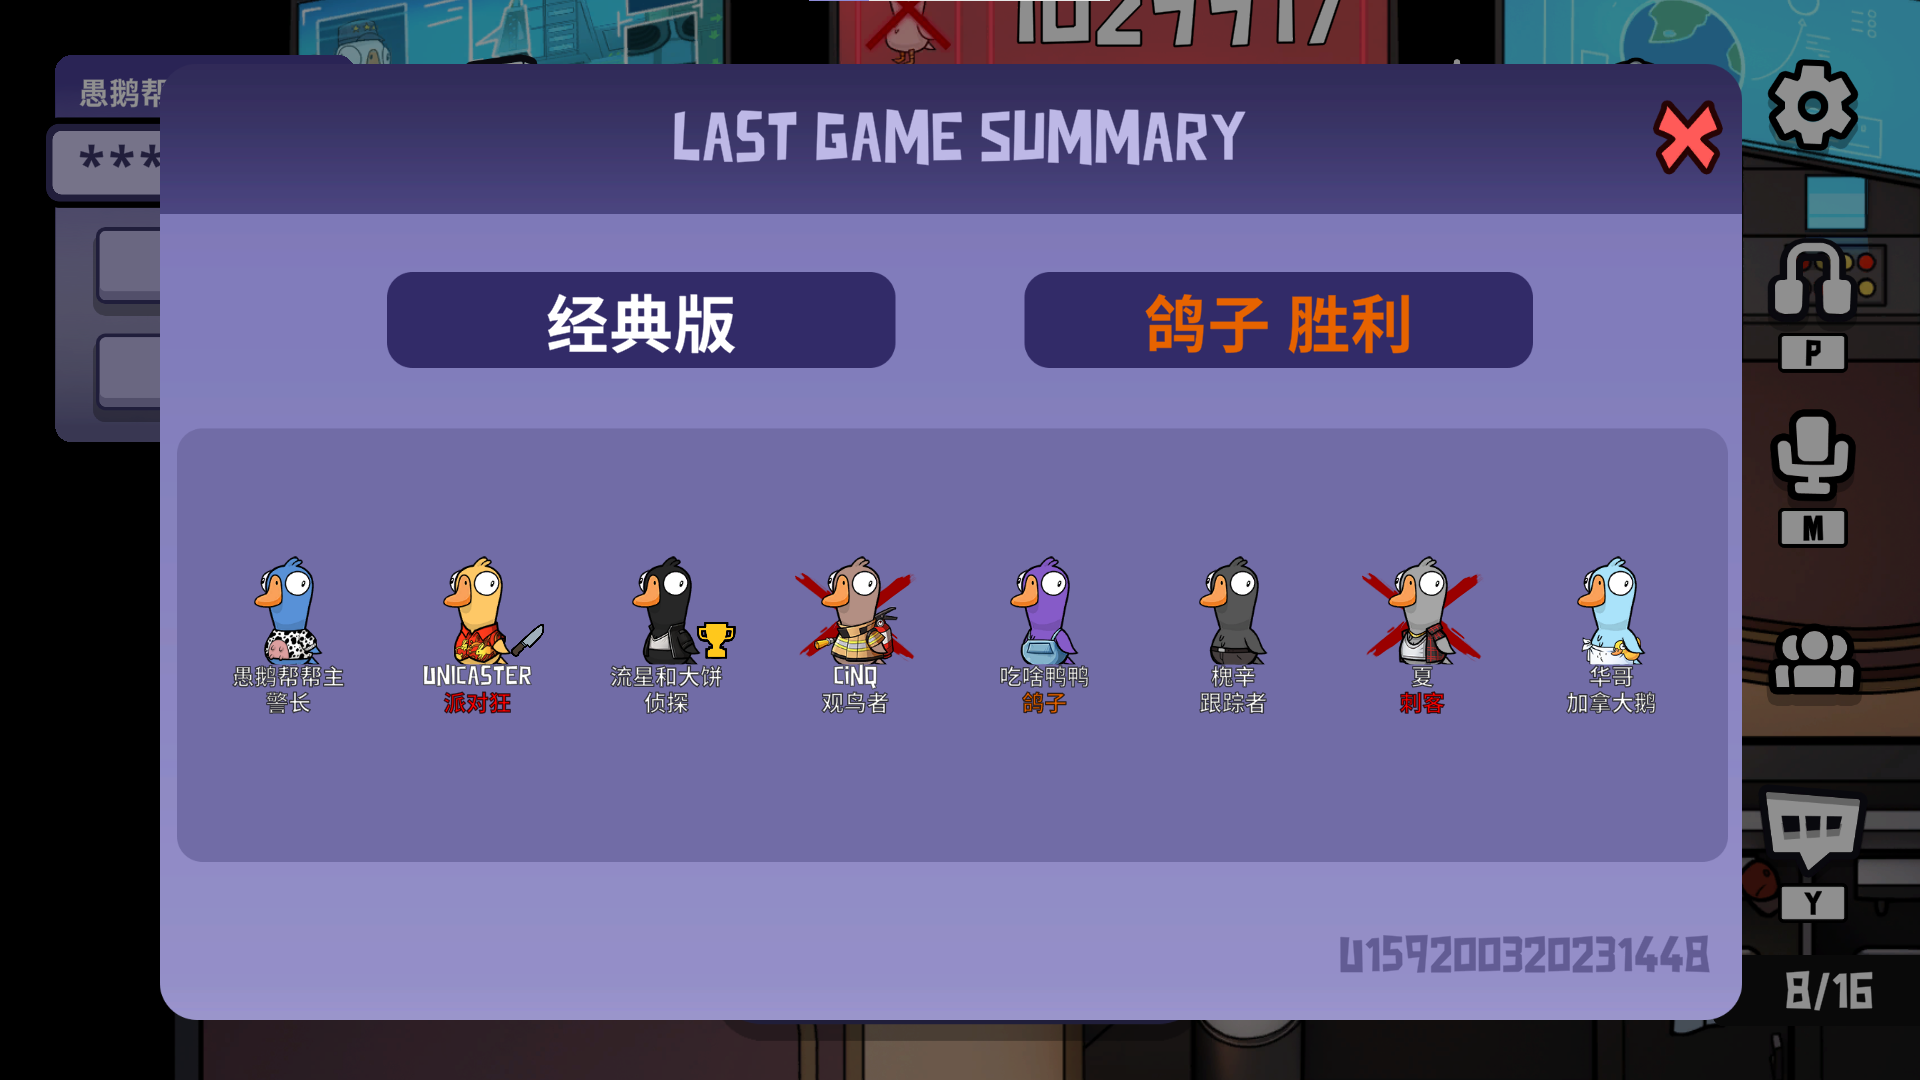 1029917
愚鹅帮
***
LAST GAME SUMMARY
经典版
鸽子 胜利
愚鹅帮帮主
警长
UNICASTER
派对狂
流星和大饼
侦探
CINQ
观鸟者
吃啥鸭鸭
鸽子
槐辛
跟踪者
夏
刺客
华哥
加拿大鹅
P
M
Y
U159200320231448
8/16